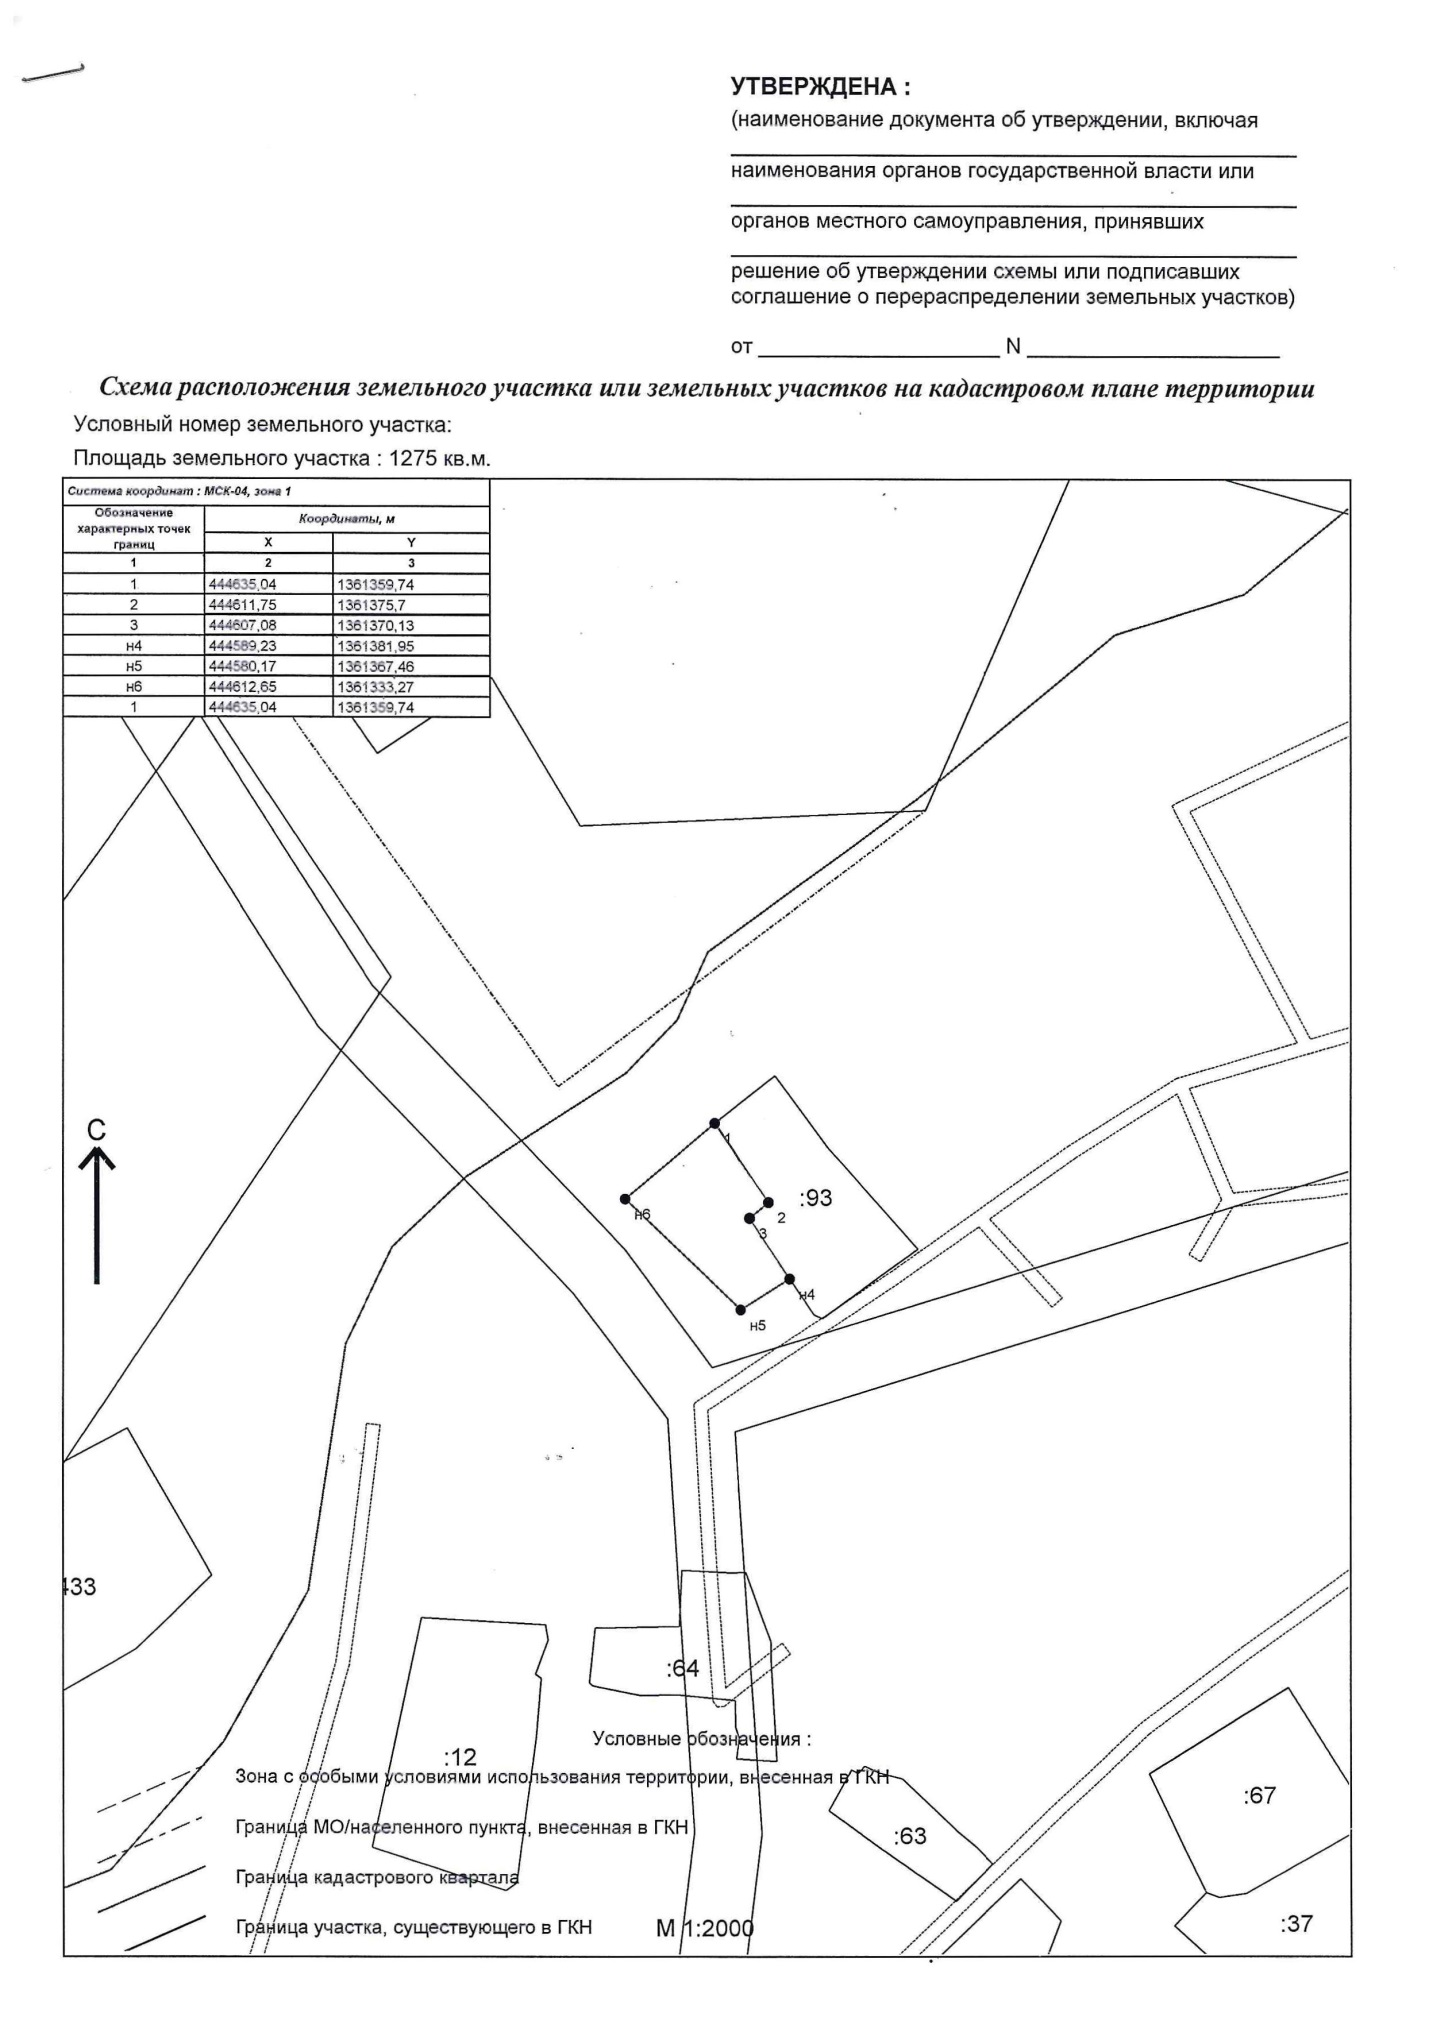 УТВЕРЖДЕНА :
(наименование документа об утверждении, включая
наименования органов государственной власти или
органов местного самоуправления, принявших
решение об утверждении схемы или подписавших
соглашение о перераспределении земельных участков)
от N
Схема расположения земельного участка или земельных участков на кадастровом плане территории
Условный номер земельного участка:
Площадь земельного участка : 1275 кв.м.
Система координат : МСК-04, зона 1
Обозначение характерных точек границ Координаты, м
X Y
1 2 3
1 444635,04 1361359,74
2 444611,75 1361375,7
3 444607,08 1361370,13
н4 444589,23 1361381,95
н5 444580,17 1361367,46
н6 444612,65 1361333,27
1 444635,04 1361359,74
С
1
:93
н6
2
3
н4
н5
433
:64
Условные обозначения :
:12
Зона с особыми условиями использования территории, внесенная в ГКН
:67
Граница МО/населенного пункта, внесенная в ГКН
:63
Граница кадастрового квартала
Граница участка, существующего в ГКН
М 1:2000
:37